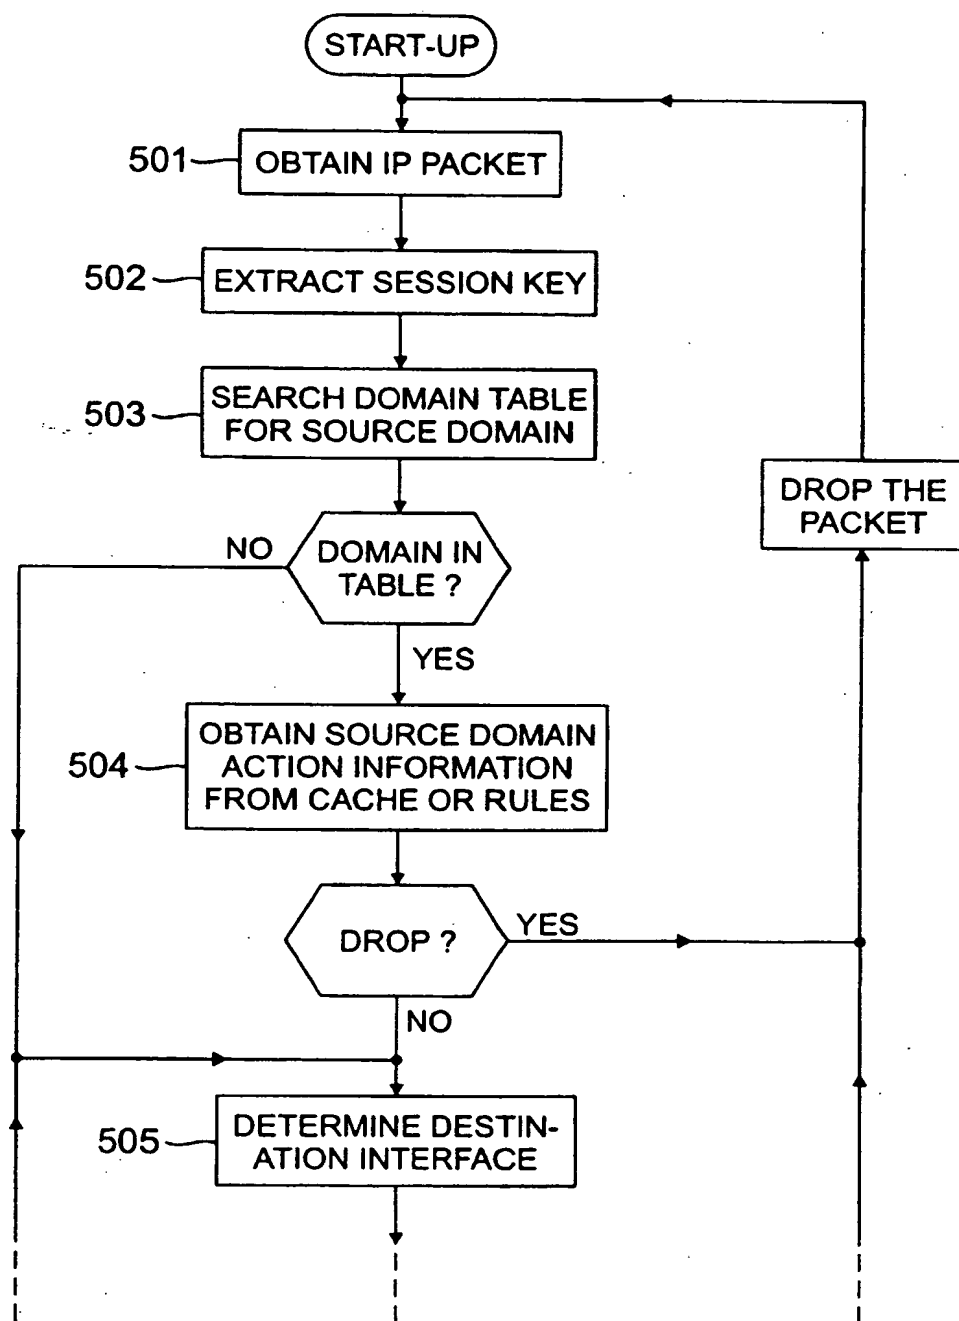 START-UP
501
OBTAIN IP PACKET
502
EXTRACT SESSION KEY
503
SEARCH DOMAIN TABLE
FOR SOURCE DOMAIN
DROP THE
PACKET
NO
DOMAIN IN
TABLE ?
YES
504
OBTAIN SOURCE DOMAIN
ACTION INFORMATION
FROM CACHE OR RULES
DROP ?
YES
NO
505
DETERMINE DESTIN-
ATION INTERFACE